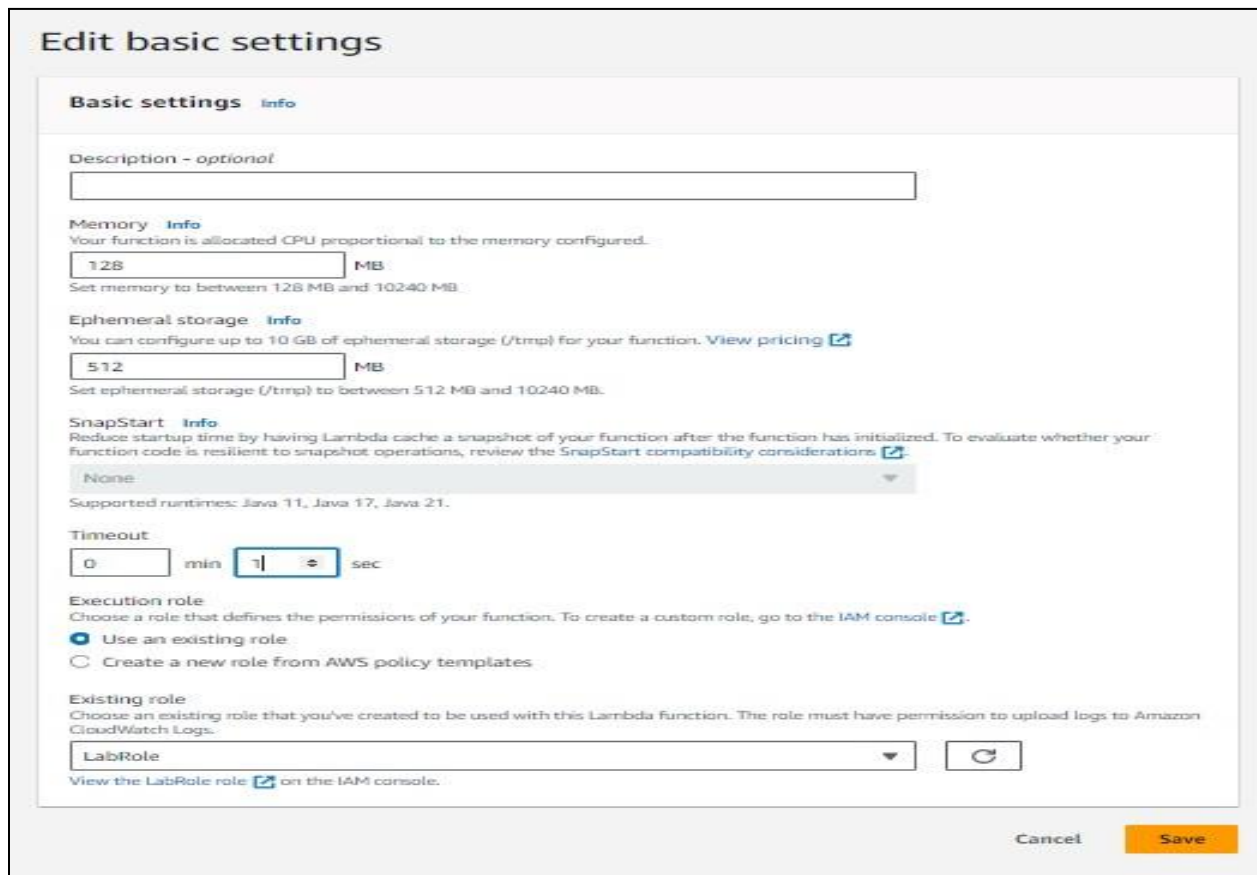 Edit basic settings
Basic settings Info
Description - optional
Memory Info
Your function is allocated CPU proportional to the memory configured.
128 MB
Set memory to between 128 MB and 10240 MB
Ephemeral storage Info
You can configure up to 10 GB of ephemeral storage (/tmp) for your function. View pricing
512 MB
Set ephemeral storage (/tmp) to between 512 MB and 10240 MB.
SnapStart Info
Reduce startup time by having Lambda cache a snapshot of your function after the function has initialized. To evaluate whether your
function code is resilient to snapshot operations, review the SnapStart compatibility considerations.
None
Supported runtimes: Java 11, Java 17, Java 21.
Timeout
0 min 1 sec
Execution role
Choose a role that defines the permissions of your function. To create a custom role, go to the IAM console.
Use an existing role
Create a new role from AWS policy templates
Existing role
Choose an existing role that you've created to be used with this Lambda function. The role must have permission to upload logs to Amazon
CloudWatch Logs.
LabRole
View the LabRole role on the IAM console.
Cancel Save